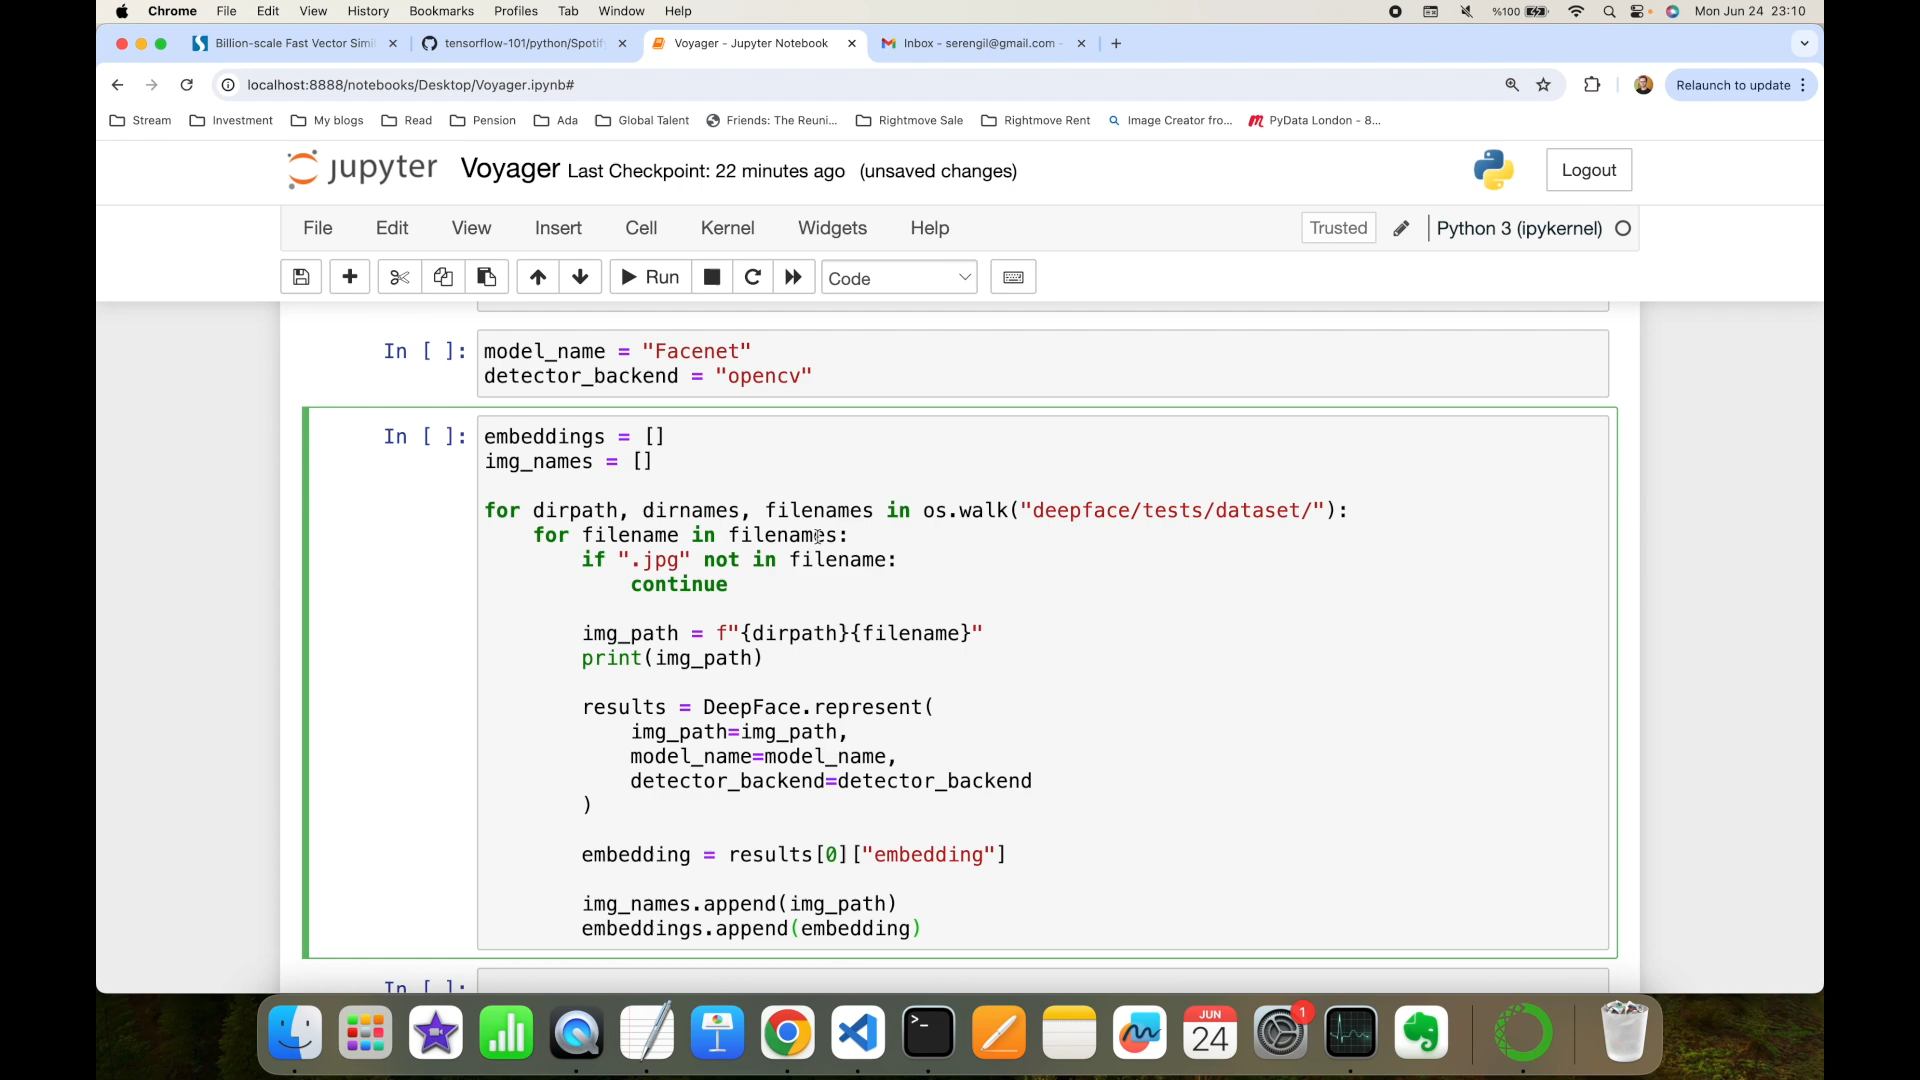 Chrome File Edit View History Bookmarks Profiles Tab Window Help %100 Mon Jun 24 23:10
Billion-scale Fast Vector Simi tensorflow-101/python/Spotif Voyager - Jupyter Notebook Inbox - serengil@gmail.com -
localhost:8888/notebooks/Desktop/Voyager.ipynb# Relaunch to update
Stream Investment My blogs Read Pension Ada Global Talent Friends: The Reuni... Rightmove Sale Rightmove Rent Image Creator fro... PyData London - 8...
jupyter Voyager Last Checkpoint: 22 minutes ago (unsaved changes) Logout
File Edit View Insert Cell Kernel Widgets Help Trusted Python 3 (ipykernel)
Run Code
In [ ]: model_name = "Facenet"
detector_backend = "opencv"
In [ ]: embeddings = []
img_names = []
for dirpath, dirnames, filenames in os.walk("deepface/tests/dataset/"):
for filename in filenames:
if ".jpg" not in filename:
continue
img_path = f"{dirpath}{filename}"
print(img_path)
results = DeepFace.represent(
img_path=img_path,
model_name=model_name,
detector_backend=detector_backend
)
embedding = results[0]["embedding"]
img_names.append(img_path)
embeddings.append(embedding)
In [ ]:
JUN
24
1